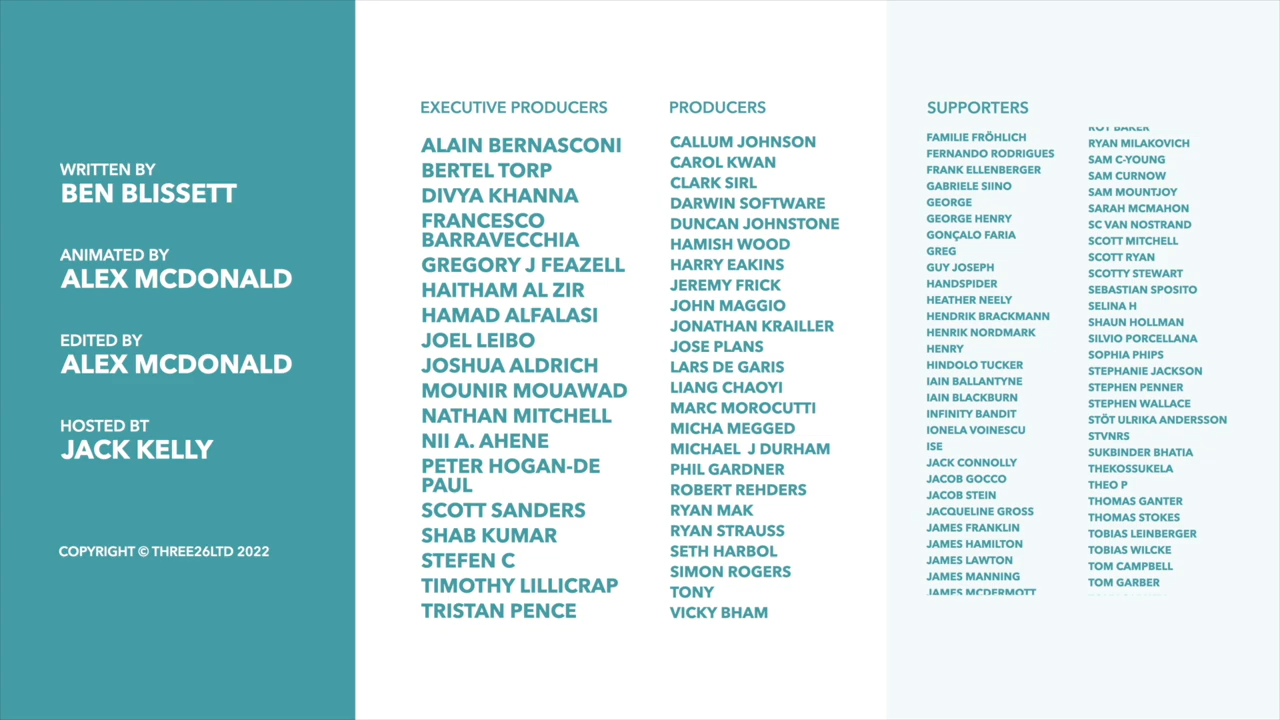 WRITTEN BY
BEN BLISSETT
ANIMATED BY
ALEX MCDONALD
EDITED BY
ALEX MCDONALD
HOSTED BT
JACK KELLY
COPYRIGHT © THREE26LTD 2022
EXECUTIVE PRODUCERS
ALAIN BERNASCONI
BERTEL TORP
DIVYA KHANNA
FRANCESCO
BARRAVECCHIA
GREGORY J FEAZELL
HAITHAM AL ZIR
HAMAD ALFALASI
JOEL LEIBO
JOSHUA ALDRICH
MOUNIR MOUAWAD
NATHAN MITCHELL
NII A. AHENE
PETER HOGAN-DE
PAUL
SCOTT SANDERS
SHAB KUMAR
STEFEN C
TIMOTHY LILLICRAP
TRISTAN PENCE
PRODUCERS
CALLUM JOHNSON
CAROL KWAN
CLARK SIRL
DARWIN SOFTWARE
DUNCAN JOHNSTONE
HAMISH WOOD
HARRY EAKINS
JEREMY FRICK
JOHN MAGGIO
JONATHAN KRAILLER
JOSE PLANS
LARS DE GARIS
LIANG CHAOYI
MARC MOROCUTTI
MICHA MEGGED
MICHAEL  J DURHAM
PHIL GARDNER
ROBERT REHDERS
RYAN MAK
RYAN STRAUSS
SETH HARBOL
SIMON ROGERS
TONY
VICKY BHAM
SUPPORTERS
FAMILIE FRÖHLICH
FERNANDO RODRIGUES
FRANK ELLENBERGER
GABRIELE SIINO
GEORGE
GEORGE HENRY
GONÇALO FARIA
GREG
GUY JOSEPH
HANDSPIDER
HEATHER NEELY
HENDRIK BRACKMANN
HENRIK NORDMARK
HENRY
HINDOLO TUCKER
IAIN BALLANTYNE
IAIN BLACKBURN
INFINITY BANDIT
IONELA VOINESCU
ISE
JACK CONNOLLY
JACOB GOCCO
JACOB STEIN
JACQUELINE GROSS
JAMES FRANKLIN
JAMES HAMILTON
JAMES LAWTON
JAMES MANNING
JAMES MCDERMOTT
BAKER
RYAN MILAKOVICH
SAM C-YOUNG
SAM CURNOW
SAM MOUNTJOY
SARAH MCMAHON
SC VAN NOSTRAND
SCOTT MITCHELL
SCOTT RYAN
SCOTTY STEWART
SEBASTIAN SPOSITO
SELINA H
SHAUN HOLLMAN
SILVIO PORCELLANA
SOPHIA PHIPS
STEPHANIE JACKSON
STEPHEN PENNER
STEPHEN WALLACE
STÖT ULRIKA ANDERSSON
STVNRS
SUKBINDER BHATIA
THEKOSSUKELA
THEO P
THOMAS GANTER
THOMAS STOKES
TOBIAS LEINBERGER
TOBIAS WILCKE
TOM CAMPBELL
TOM GARBER